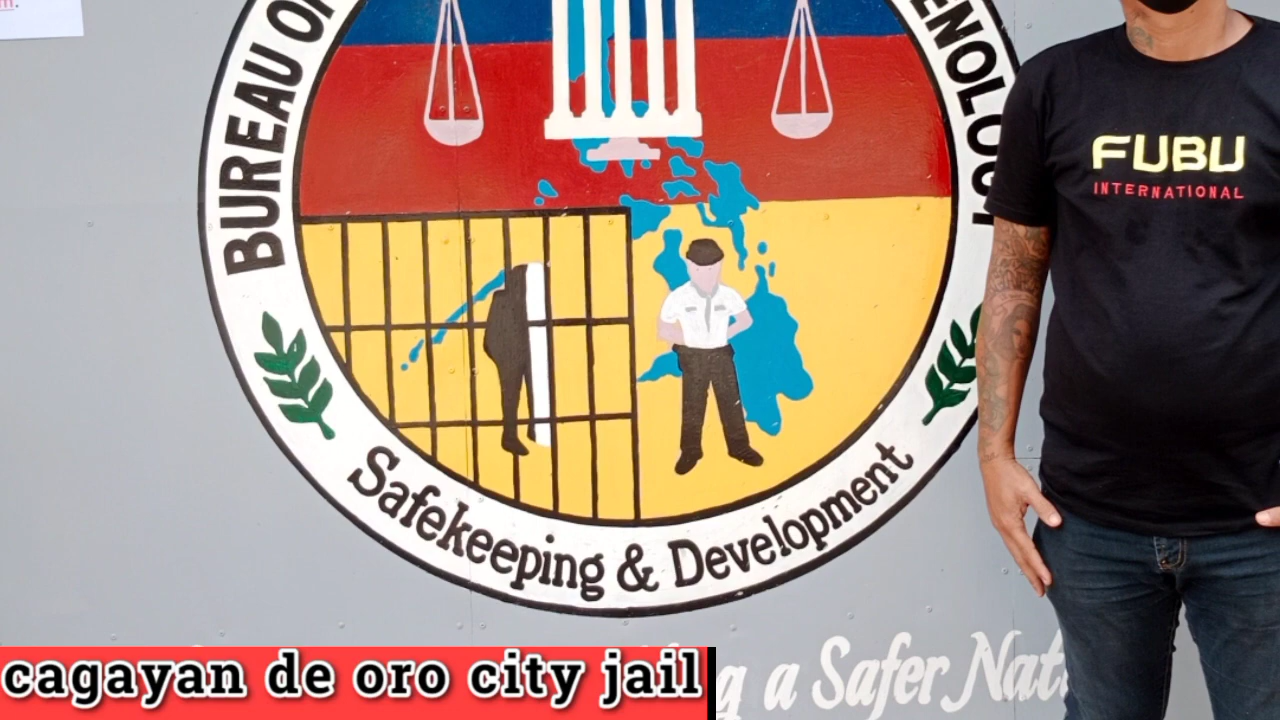 BUREAU OF
ENOLOGY
FUBU
INTERNATIONAL
Safekeeping & Development
a Safer Nat
cagayan de oro city jail